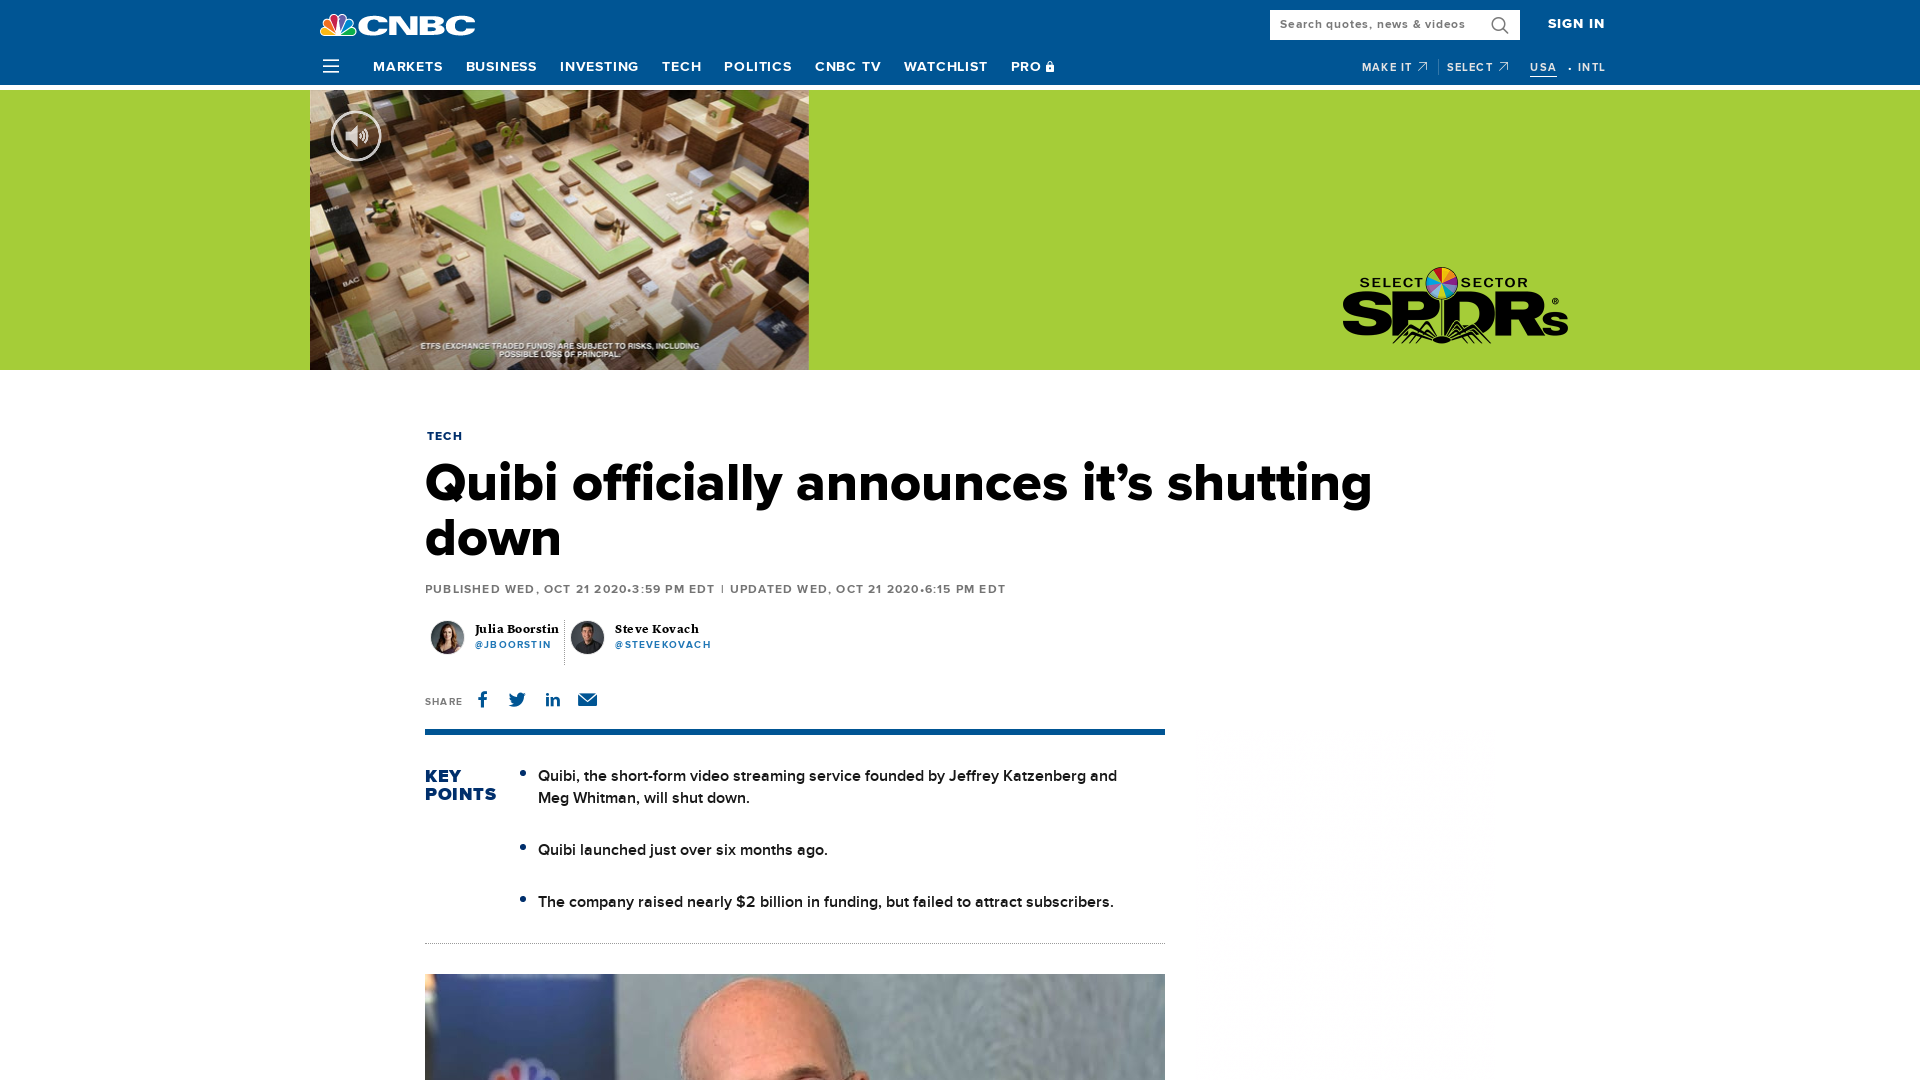 CNBC
Search quotes, news & videos
SIGN IN
MARKETS BUSINESS INVESTING TECH POLITICS CNBC TV WATCHLIST PRO
MAKE IT SELECT USA • INTL
XLF
BAC
JPM
ETFS (EXCHANGE TRADED FUNDS) ARE SUBJECT TO RISKS, INCLUDING
POSSIBLE LOSS OF PRINCIPAL.
SELECT SECTOR
SPDRs®
TECH
Quibi officially announces it’s shutting
down
PUBLISHED WED, OCT 21 2020•3:59 PM EDT | UPDATED WED, OCT 21 2020•6:15 PM EDT
Julia Boorstin
@JBOORSTIN
Steve Kovach
@STEVEKOVACH
SHARE
KEY
POINTS
• Quibi, the short-form video streaming service founded by Jeffrey Katzenberg and
Meg Whitman, will shut down.
• Quibi launched just over six months ago.
• The company raised nearly $2 billion in funding, but failed to attract subscribers.